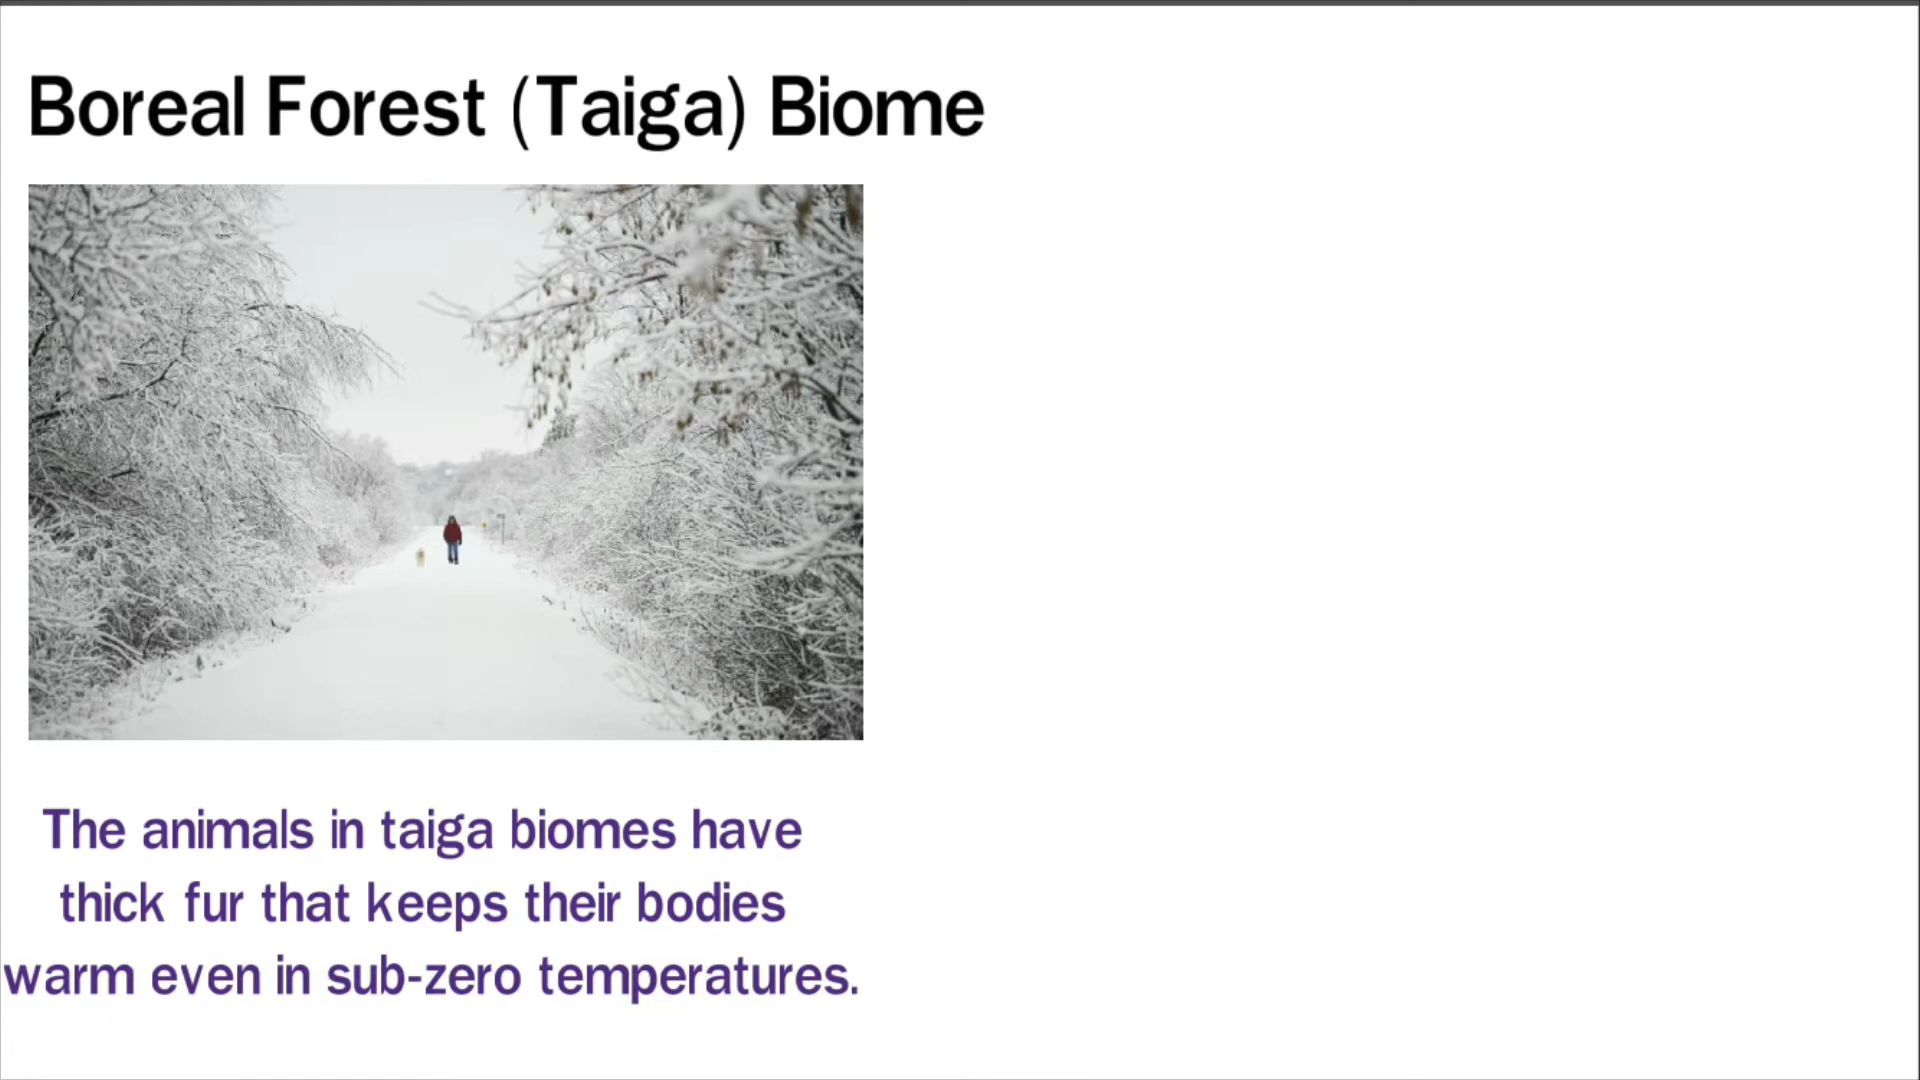 Boreal Forest (Taiga) Biome
The animals in taiga biomes have
thick fur that keeps their bodies
warm even in sub-zero temperatures.